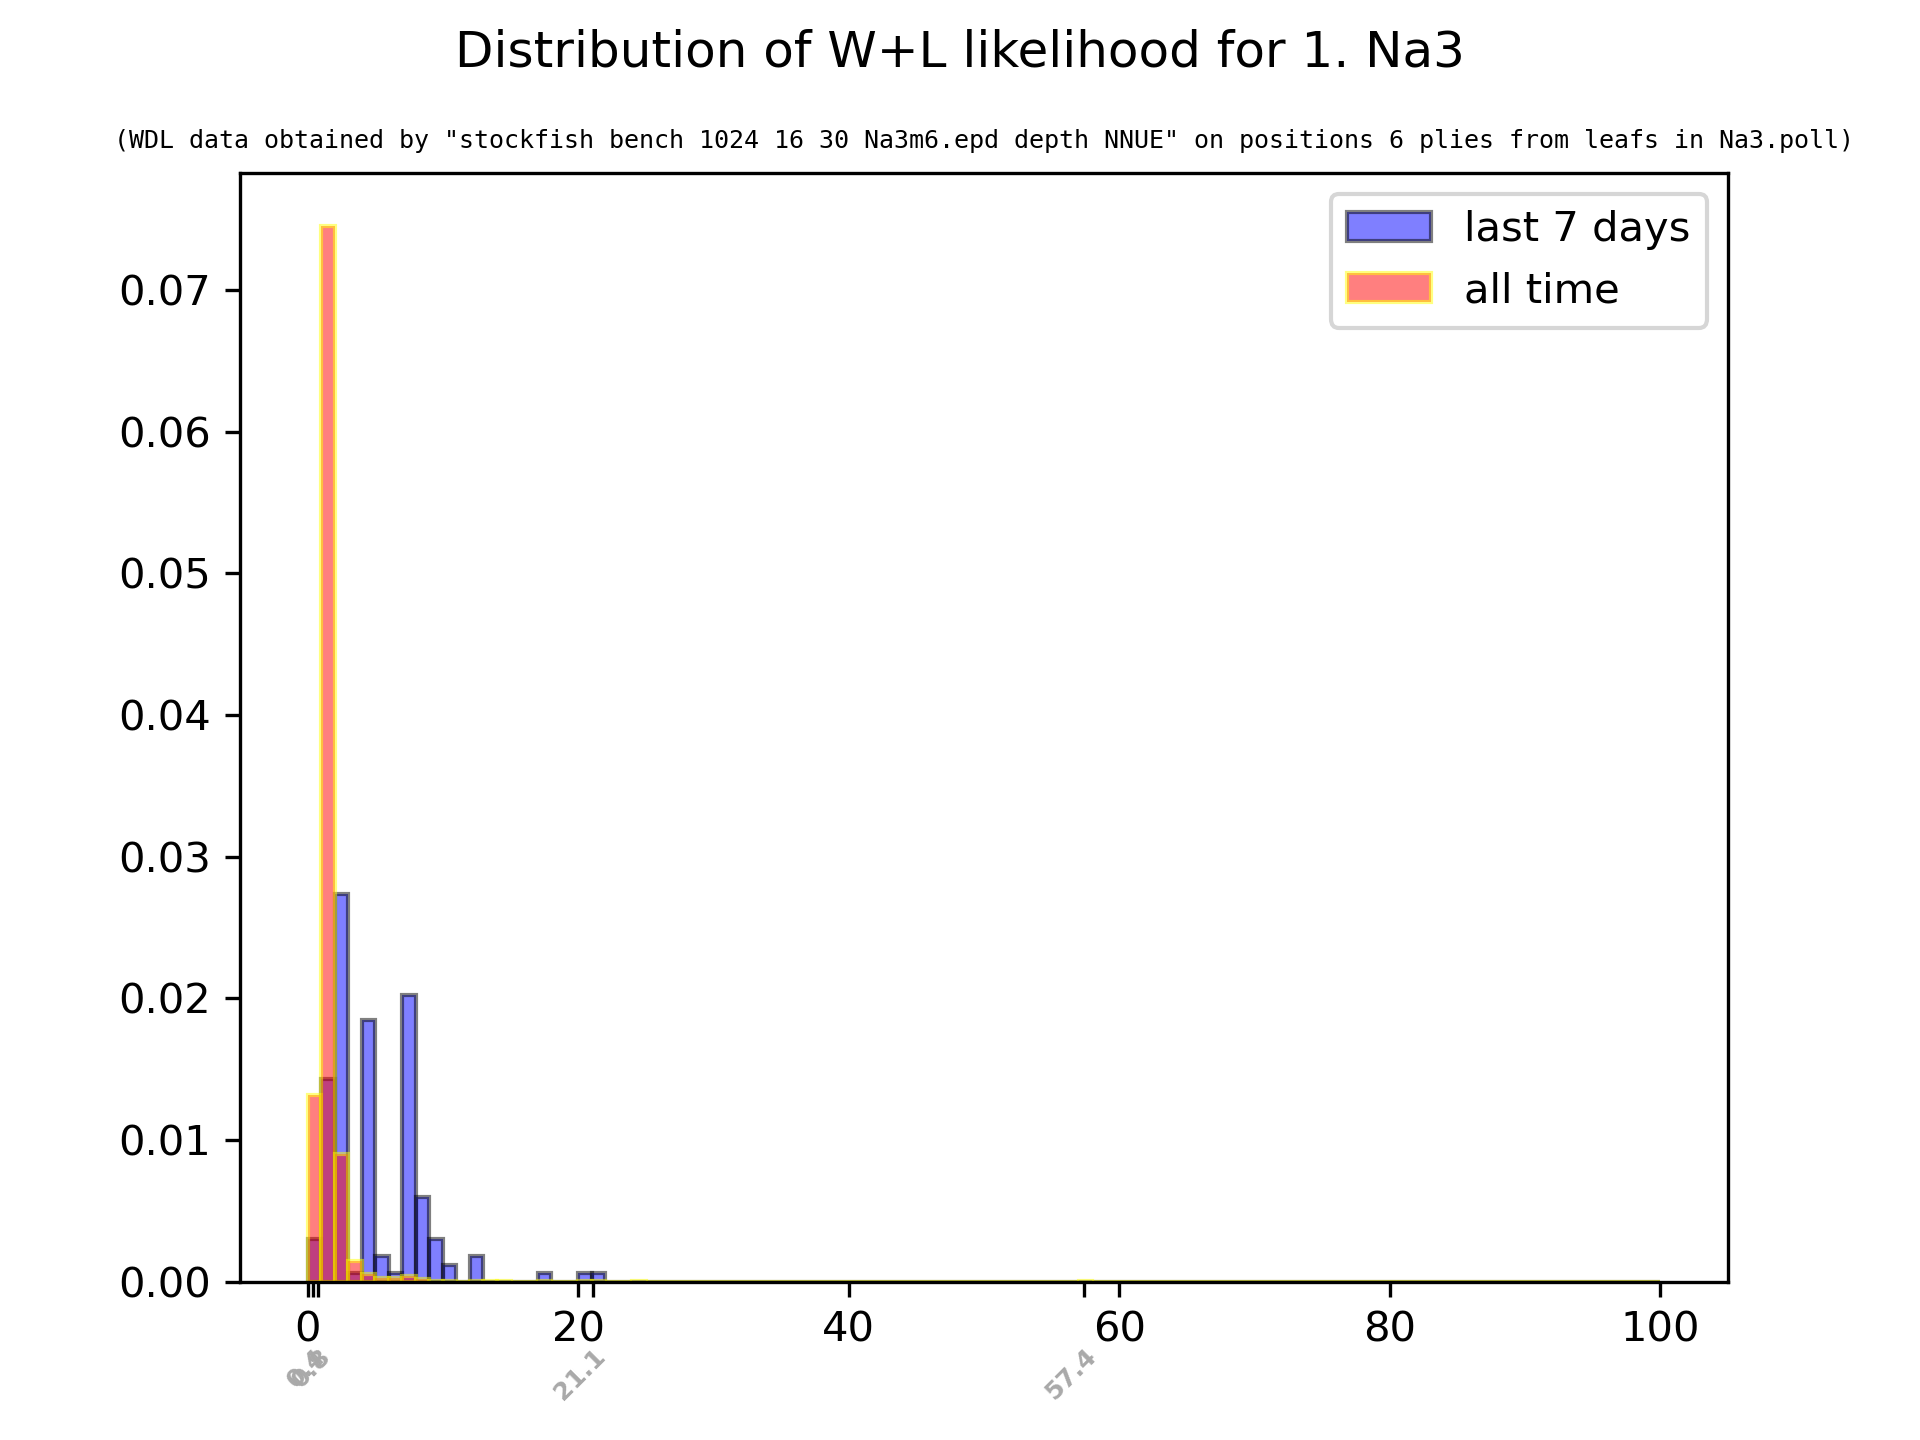 Distribution of W+L likelihood for 1. Na3
(WDL data obtained by "stockfish bench 1024 16 30 Na3m6.epd depth NNUE" on positions 6 plies from leafs in Na3.poll)
last 7 days
all time
0.07
0.06
0.05
0.04
0.03
0.02
0.01
0.00
0 20 40 60 80 100
21.1 57.4